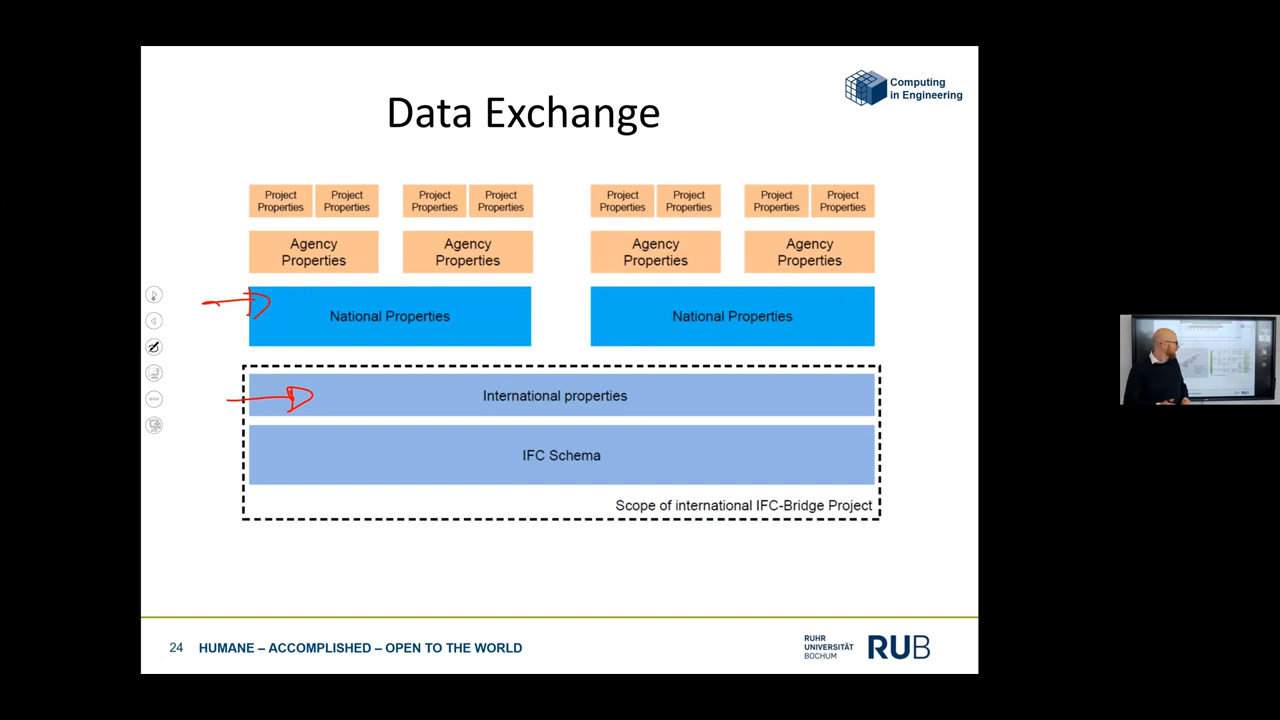 Computing
in Engineering
Data Exchange
Project
Properties
Project
Properties
Project
Properties
Project
Properties
Project
Properties
Project
Properties
Project
Properties
Project
Properties
Agency
Properties
Agency
Properties
Agency
Properties
Agency
Properties
National Properties
National Properties
International properties
IFC Schema
Scope of international IFC-Bridge Project
24 HUMANE – ACCOMPLISHED – OPEN TO THE WORLD
RUHR
UNIVERSITÄT
BOCHUM
RUB